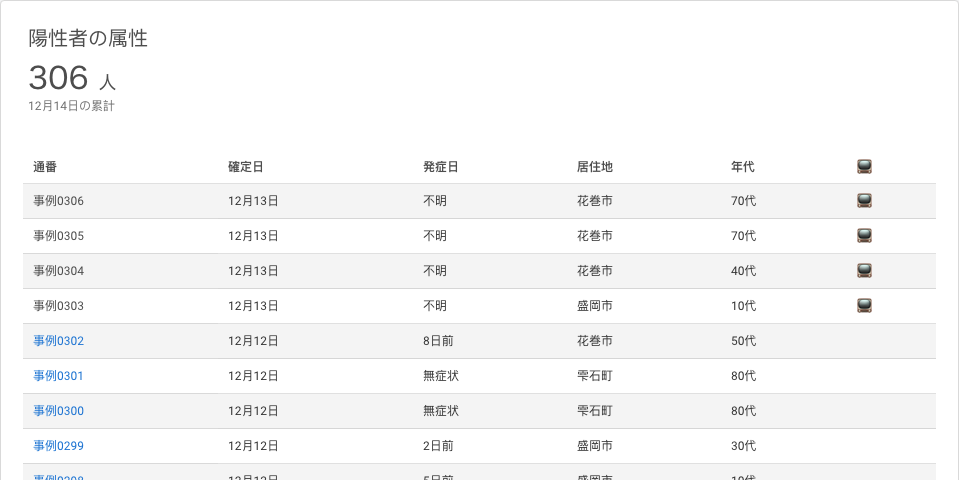 陽性者の属性
306 人
12月14日の累計
通番 確定日 発症日 居住地 年代
事例0306 12月13日 不明 花巻市 70代
事例0305 12月13日 不明 花巻市 70代
事例0304 12月13日 不明 花巻市 40代
事例0303 12月13日 不明 盛岡市 10代
事例0302 12月12日 8日前 花巻市 50代
事例0301 12月12日 無症状 雫石町 80代
事例0300 12月12日 無症状 雫石町 80代
事例0299 12月12日 2日前 盛岡市 30代